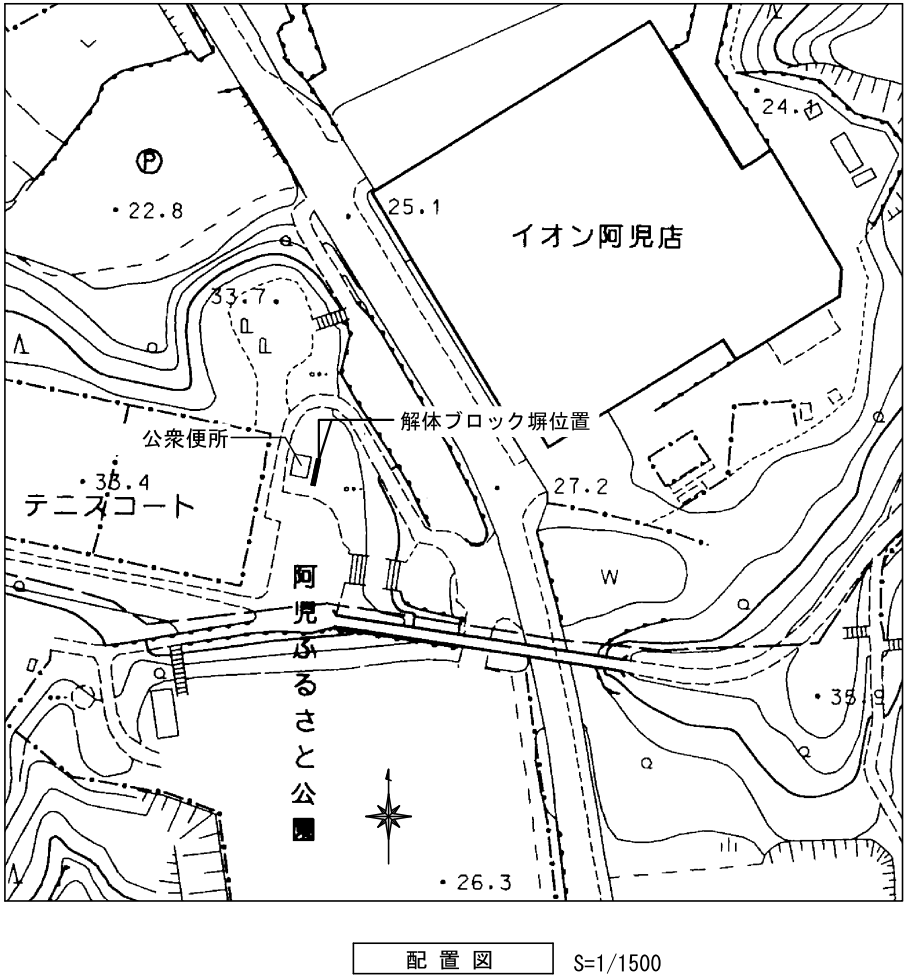 24.1
Ⓟ
22.8
25.1
イオン阿児店
33.7
公衆便所
解体ブロック塀位置
33.4
テニスコート
27.2
W
阿児ふるさと公園
35.9
26.3
配置図 S=1/1500